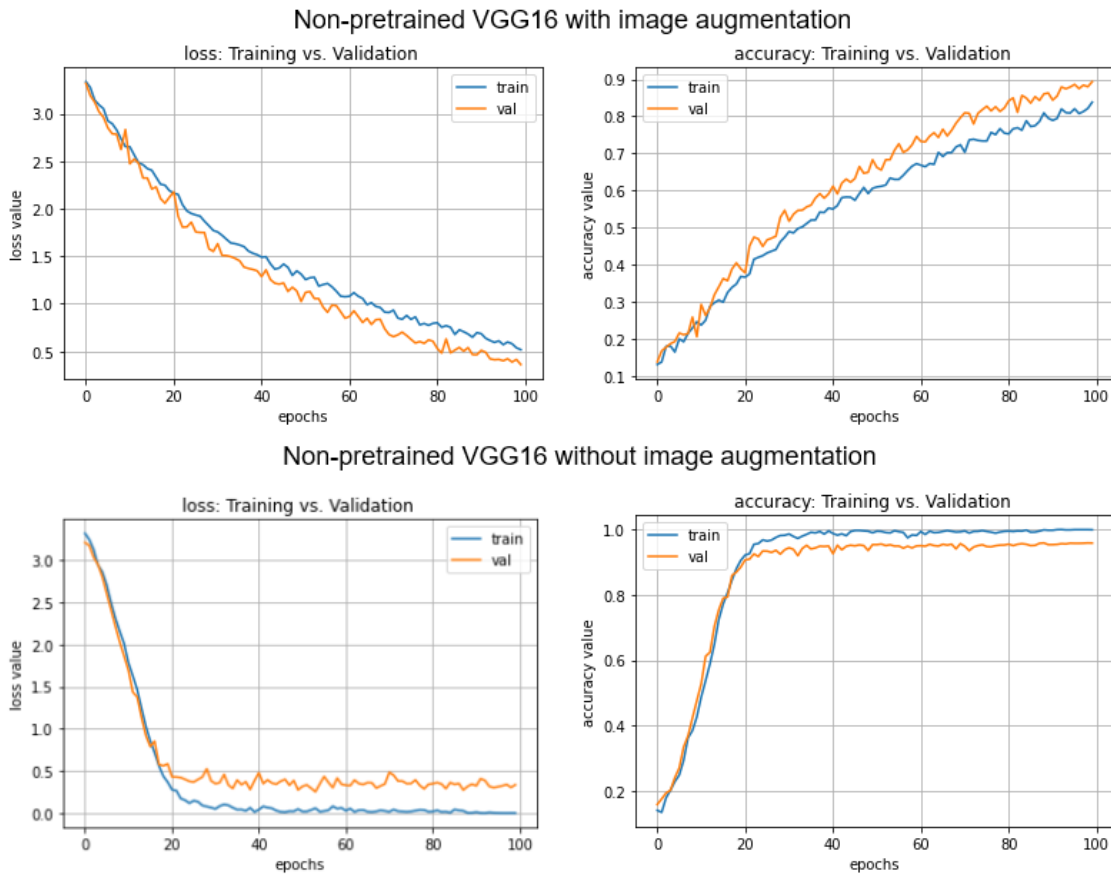 Non-pretrained VGG16 with image augmentation
loss: Training vs. Validation
train
val
3.0
2.5
2.0
1.5
1.0
0.5
loss value
0 20 40 60 80 100
epochs
accuracy: Training vs. Validation
train
val
0.9
0.8
0.7
0.6
0.5
0.4
0.3
0.2
0.1
accuracy value
0 20 40 60 80 100
epochs
Non-pretrained VGG16 without image augmentation
loss: Training vs. Validation
train
val
3.0
2.5
2.0
1.5
1.0
0.5
0.0
loss value
0 20 40 60 80 100
epochs
accuracy: Training vs. Validation
train
val
1.0
0.8
0.6
0.4
0.2
accuracy value
0 20 40 60 80 100
epochs